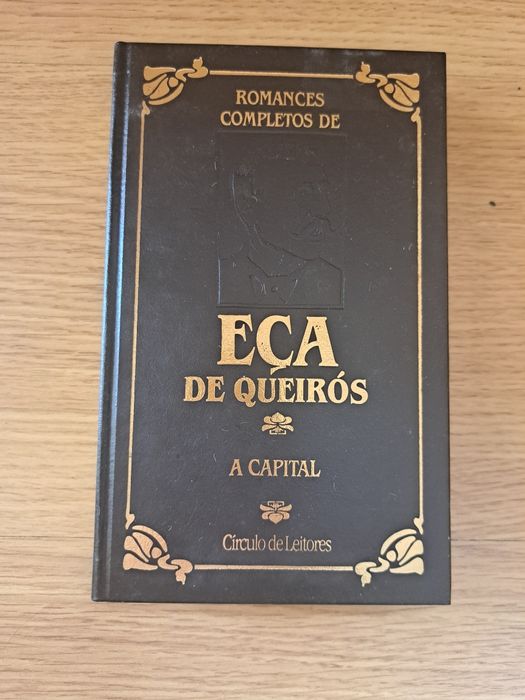 ROMANCES
COMPLETOS DE
EÇA
DE QUEIRÓS
A CAPITAL
Círculo de Leitores